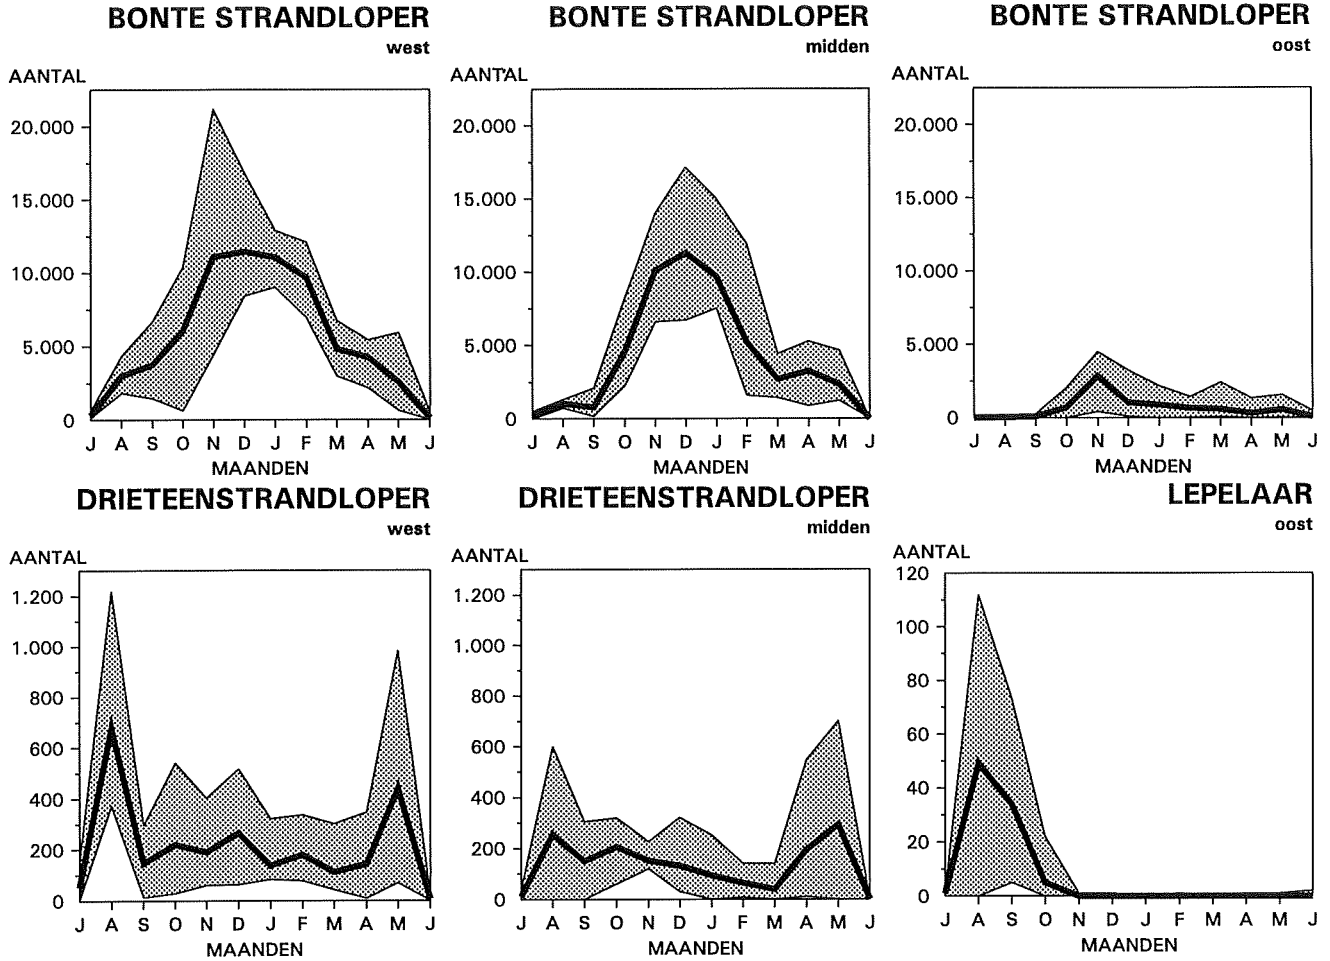 BONTE STRANDLOPER
west
AANTAL
20.000
15.000
10.000
5.000
0
J A S O N D J F M A M J
MAANDEN
BONTE STRANDLOPER
midden
AANTAL
20.000
15.000
10.000
5.000
0
J A S O N D J F M A M J
MAANDEN
BONTE STRANDLOPER
oost
AANTAL
20.000
15.000
10.000
5.000
0
J A S O N D J F M A M J
MAANDEN
DRIETEENSTRANDLOPER
west
AANTAL
1.200
1.000
800
600
400
200
0
J A S O N D J F M A M J
MAANDEN
DRIETEENSTRANDLOPER
midden
AANTAL
1.200
1.000
800
600
400
200
0
J A S O N D J F M A M J
MAANDEN
LEPELAAR
oost
AANTAL
120
100
80
60
40
20
0
J A S O N D J F M A M J
MAANDEN